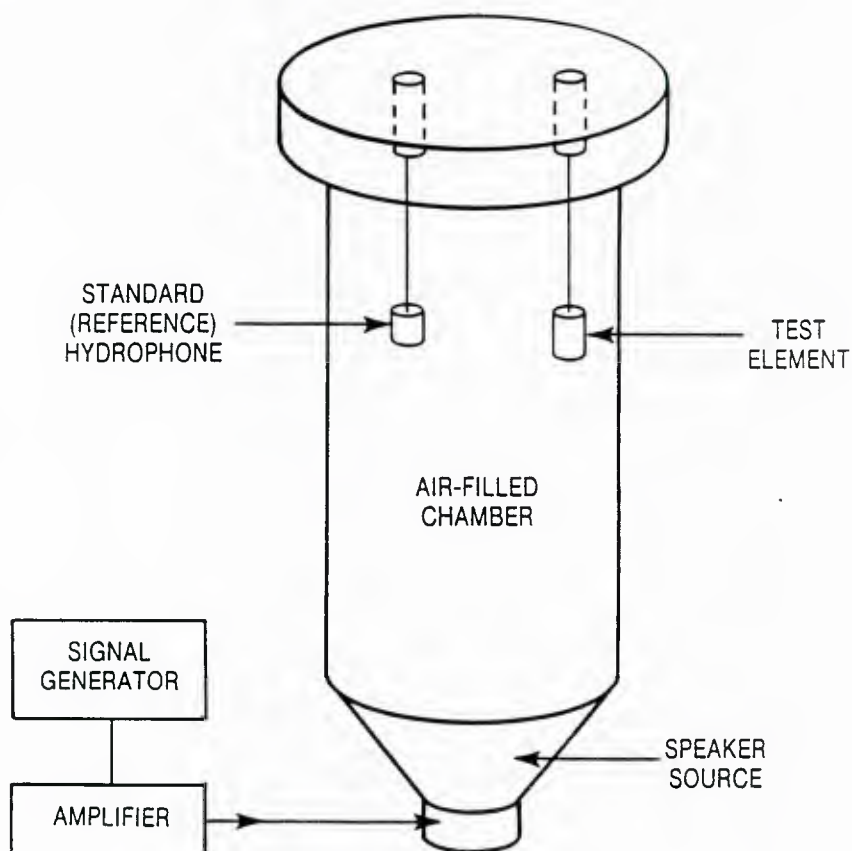 STANDARD
(REFERENCE)
HYDROPHONE
TEST
ELEMENT
AIR-FILLED
CHAMBER
SIGNAL
GENERATOR
SPEAKER
SOURCE
AMPLIFIER